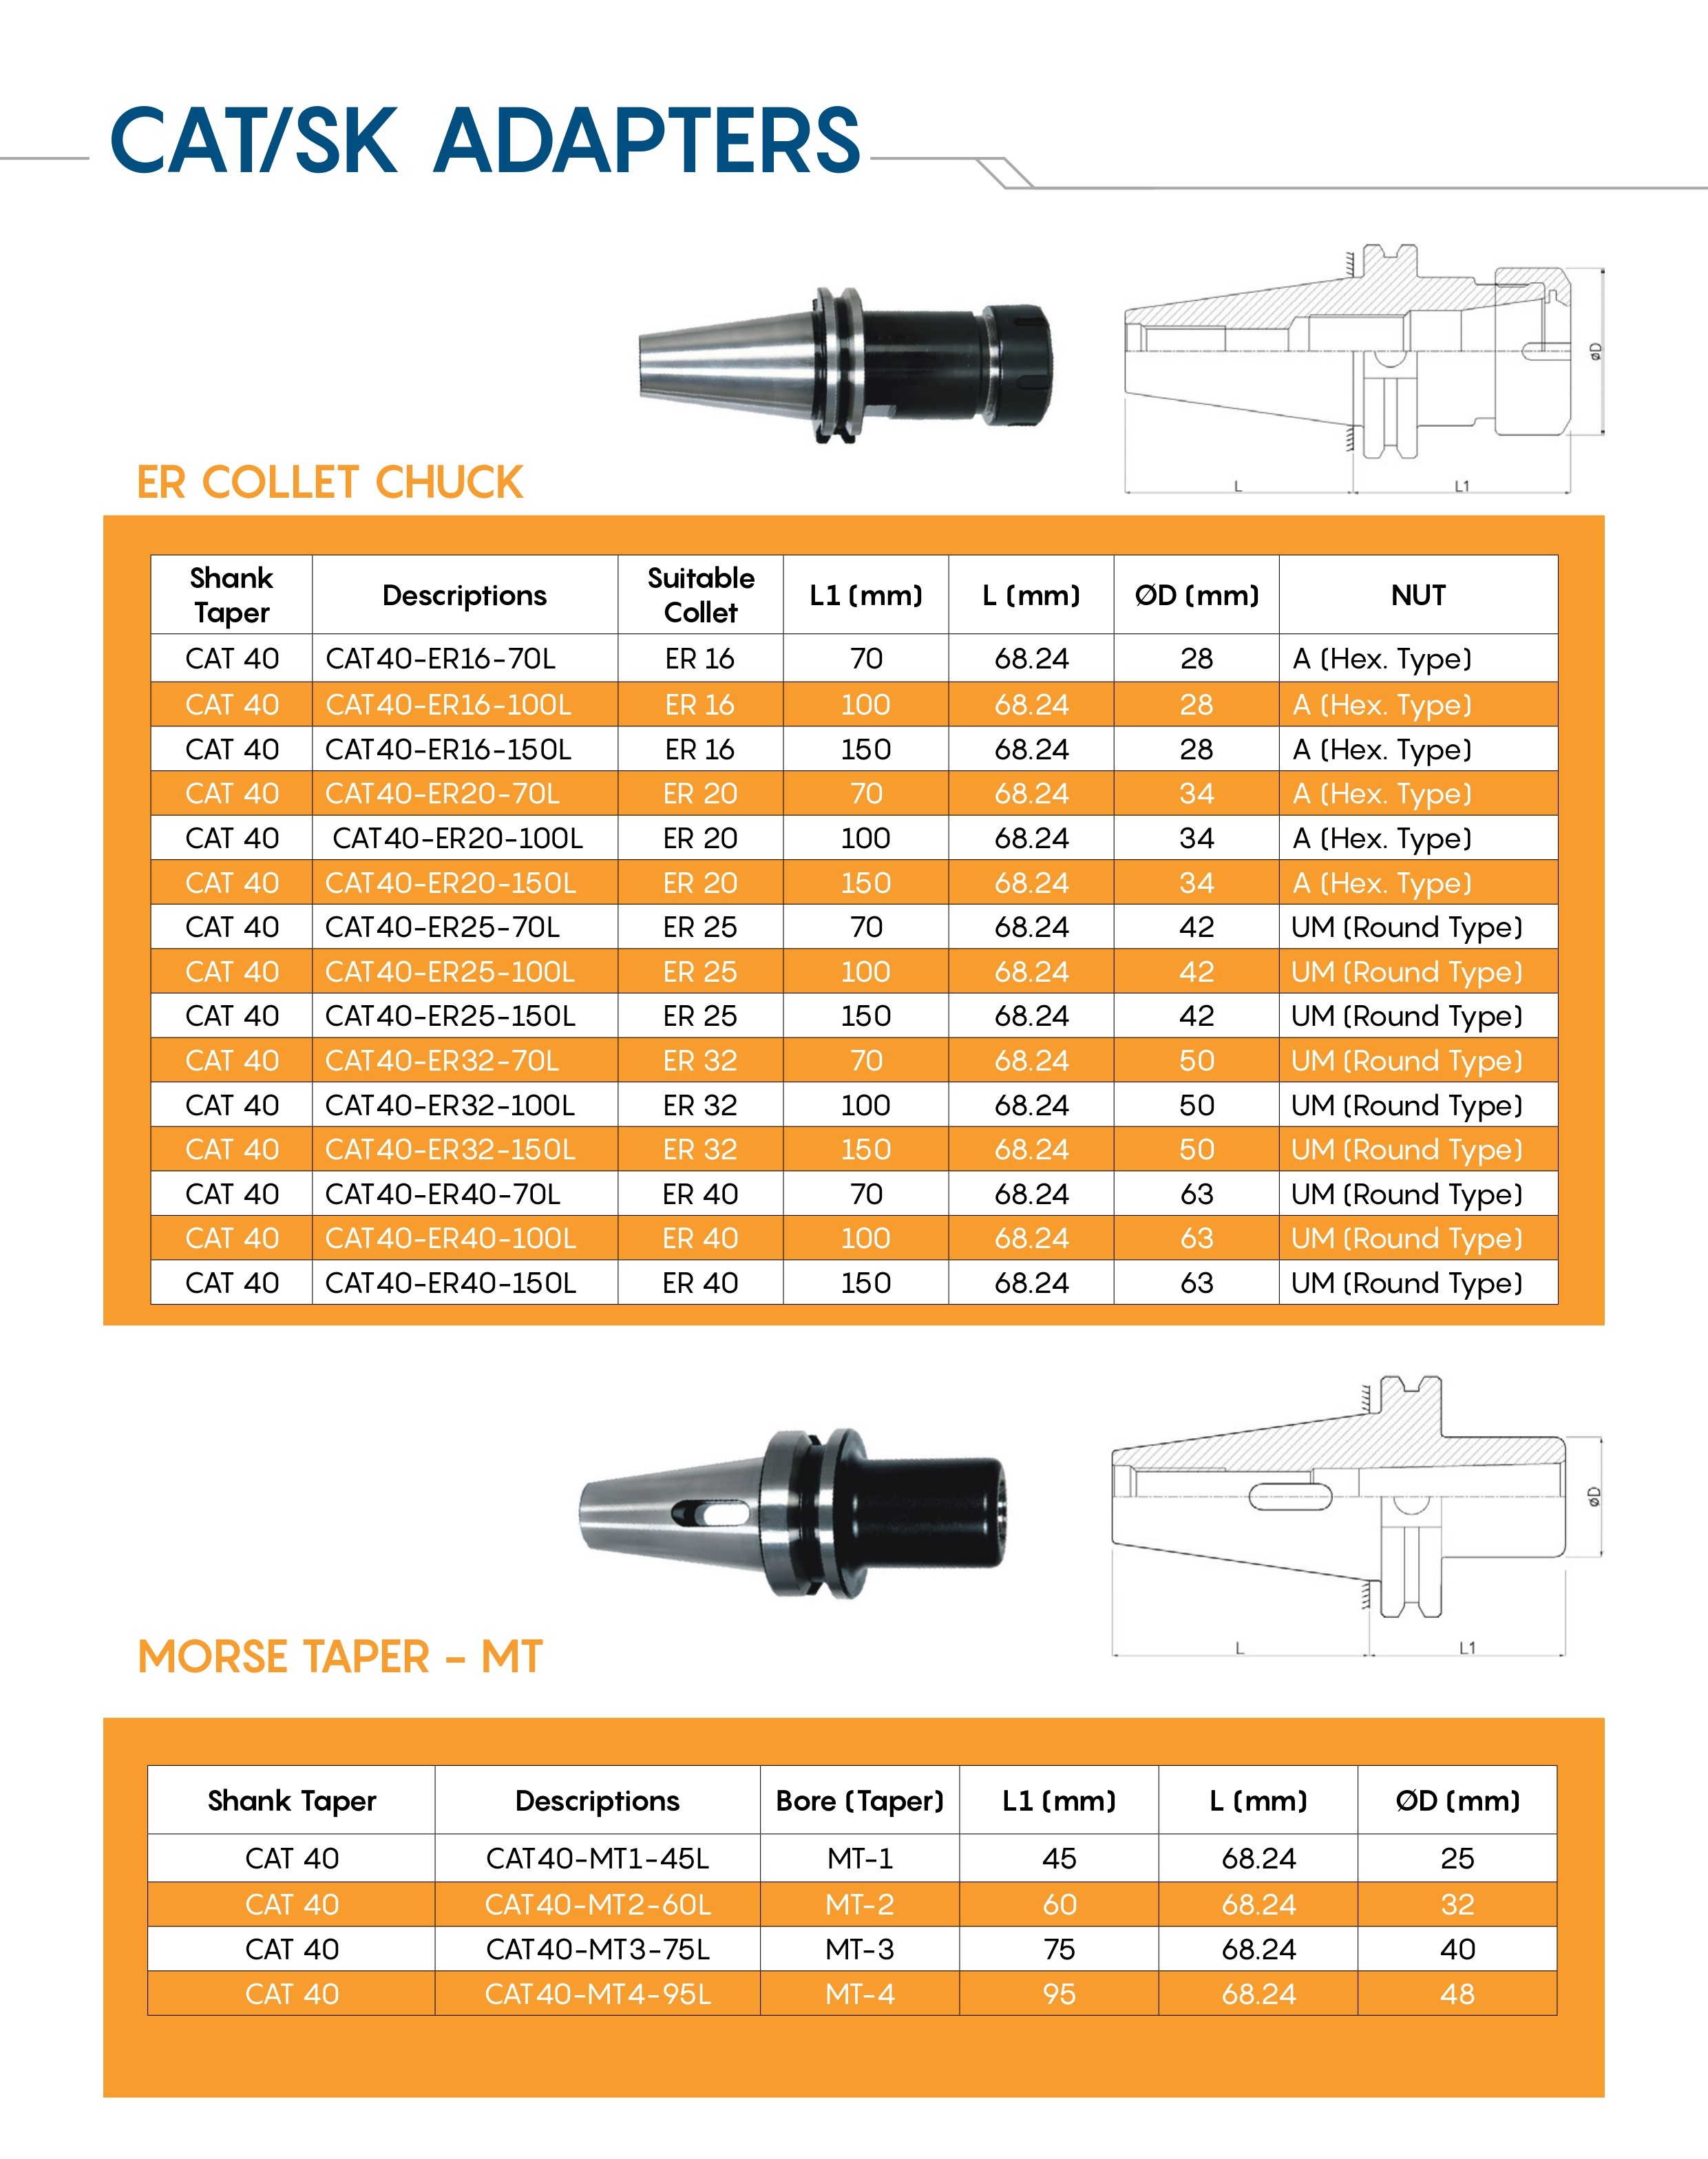 CAT/SK ADAPTERS
ØD
L L1
ER COLLET CHUCK
Shank Taper Descriptions Suitable Collet L1 (mm) L (mm) ØD (mm) NUT
CAT 40 CAT40-ER16-70L ER 16 70 68.24 28 A (Hex. Type)
CAT 40 CAT40-ER16-100L ER 16 100 68.24 28 A (Hex. Type)
CAT 40 CAT40-ER16-150L ER 16 150 68.24 28 A (Hex. Type)
CAT 40 CAT40-ER20-70L ER 20 70 68.24 34 A (Hex. Type)
CAT 40 CAT40-ER20-100L ER 20 100 68.24 34 A (Hex. Type)
CAT 40 CAT40-ER20-150L ER 20 150 68.24 34 A (Hex. Type)
CAT 40 CAT40-ER25-70L ER 25 70 68.24 42 UM (Round Type)
CAT 40 CAT40-ER25-100L ER 25 100 68.24 42 UM (Round Type)
CAT 40 CAT40-ER25-150L ER 25 150 68.24 42 UM (Round Type)
CAT 40 CAT40-ER32-70L ER 32 70 68.24 50 UM (Round Type)
CAT 40 CAT40-ER32-100L ER 32 100 68.24 50 UM (Round Type)
CAT 40 CAT40-ER32-150L ER 32 150 68.24 50 UM (Round Type)
CAT 40 CAT40-ER40-70L ER 40 70 68.24 63 UM (Round Type)
CAT 40 CAT40-ER40-100L ER 40 100 68.24 63 UM (Round Type)
CAT 40 CAT40-ER40-150L ER 40 150 68.24 63 UM (Round Type)
ØD
L L1
MORSE TAPER - MT
Shank Taper Descriptions Bore (Taper) L1 (mm) L (mm) ØD (mm)
CAT 40 CAT40-MT1-45L MT-1 45 68.24 25
CAT 40 CAT40-MT2-60L MT-2 60 68.24 32
CAT 40 CAT40-MT3-75L MT-3 75 68.24 40
CAT 40 CAT40-MT4-95L MT-4 95 68.24 48